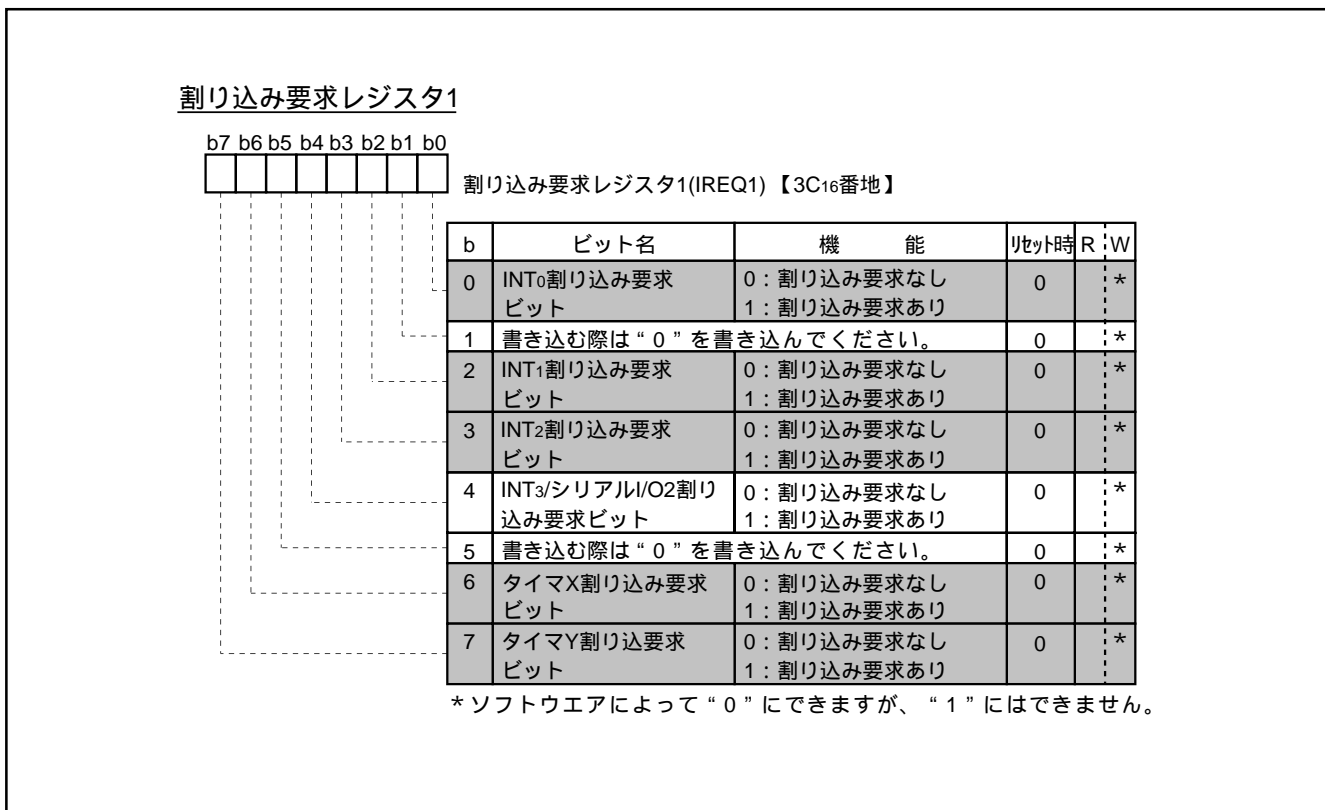 割り込み要求レジスタ1
b7 b6 b5 b4 b3 b2 b1 b0
割り込み要求レジスタ1(IREQ1)【3C16番地】
b ビット名 機 能 ﾘｾｯﾄ時 R W
0 INT0割り込み要求 0：割り込み要求なし 0 *
ビット 1：割り込み要求あり
1 書き込む際は“0”を書き込んでください。 0 *
2 INT1割り込み要求 0：割り込み要求なし 0 *
ビット 1：割り込み要求あり
3 INT2割り込み要求 0：割り込み要求なし 0 *
ビット 1：割り込み要求あり
4 INT3/シリアルI/O2割り 0：割り込み要求なし 0 *
込み要求ビット 1：割り込み要求あり
5 書き込む際は“0”を書き込んでください。 0 *
6 タイマX割り込み要求 0：割り込み要求なし 0 *
ビット 1：割り込み要求あり
7 タイマY割り込要求 0：割り込み要求なし 0 *
ビット 1：割り込み要求あり
*ソフトウエアによって“0”にできますが、“1”にはできません。